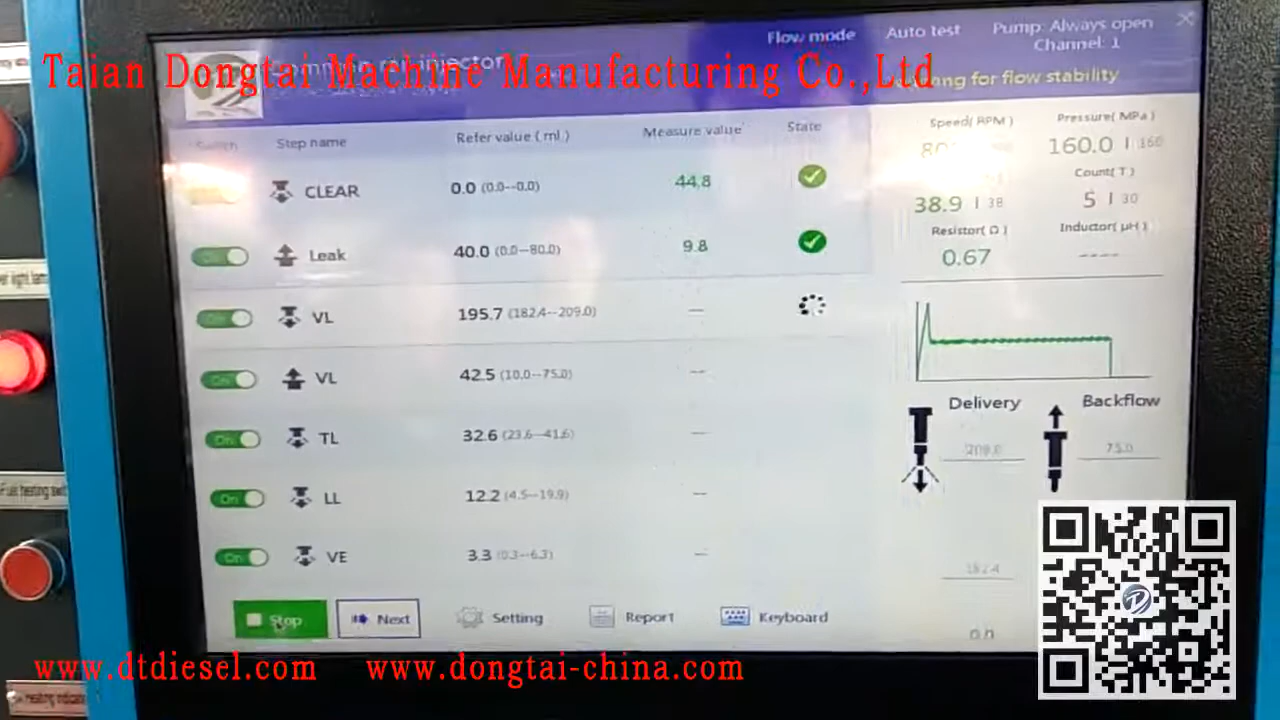 Flow mode Auto test Pump: Always open
Channel: 1
Taian Dongtai Machine Manufacturing Co.,Ltd
for flow stability
Switch Step name Refer value ( ml ) Measure value State
Speed( RPM ) Pressure( MPa )
160.0 | 160
CLEAR 0.0 (0.0--0.0) 44.8
Count( T )
38.9 | 38 5 | 30
Resistor( Ω ) Inductor( μH )
On Leak 40.0 (0.0--80.0) 9.8
0.67 ----
On VL 195.7 (182.4--209.0) --
On VL 42.5 (10.0--75.0) --
Delivery Backflow
On TL 32.6 (23.6--41.6) --
209.0 75.0
On LL 12.2 (4.5--19.9) --
On VE 3.3 (0.3--6.3) --
182.4
Stop Next Setting Report Keyboard
0.0
www.dtdiesel.com www.dongtai-china.com